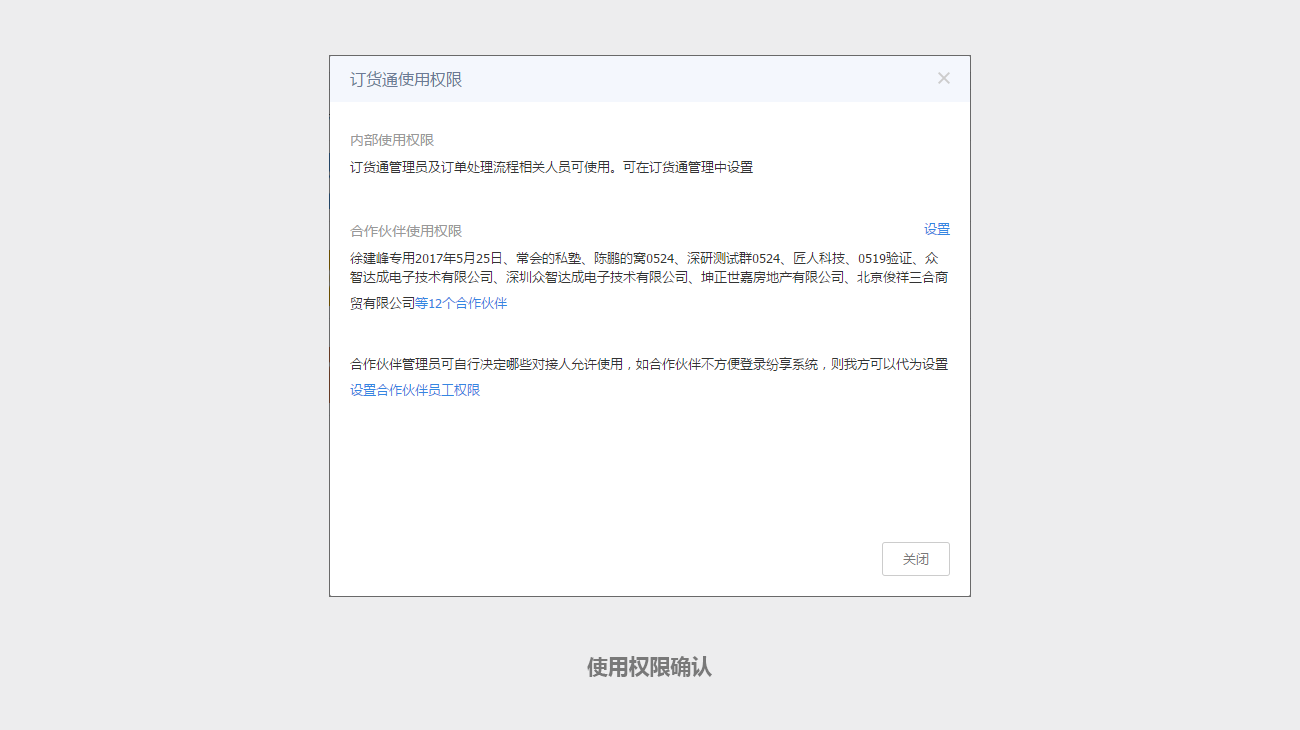 订货通使用权限
内部使用权限
订货通管理员及订单处理流程相关人员可使用。可在订货通管理中设置
合作伙伴使用权限
设置
徐建峰专用2017年5月25日、常会的私塾、陈鹏的窝0524、深研测试群0524、匠人科技、0519验证、众
智达成电子技术有限公司、深圳众智达成电子技术有限公司、坤正世嘉房地产有限公司、北京俊祥三合商
贸有限公司等12个合作伙伴
合作伙伴管理员可自行决定哪些对接人允许使用，如合作伙伴不方便登录纷享系统，则我方可以代为设置
设置合作伙伴员工权限
关闭
使用权限确认